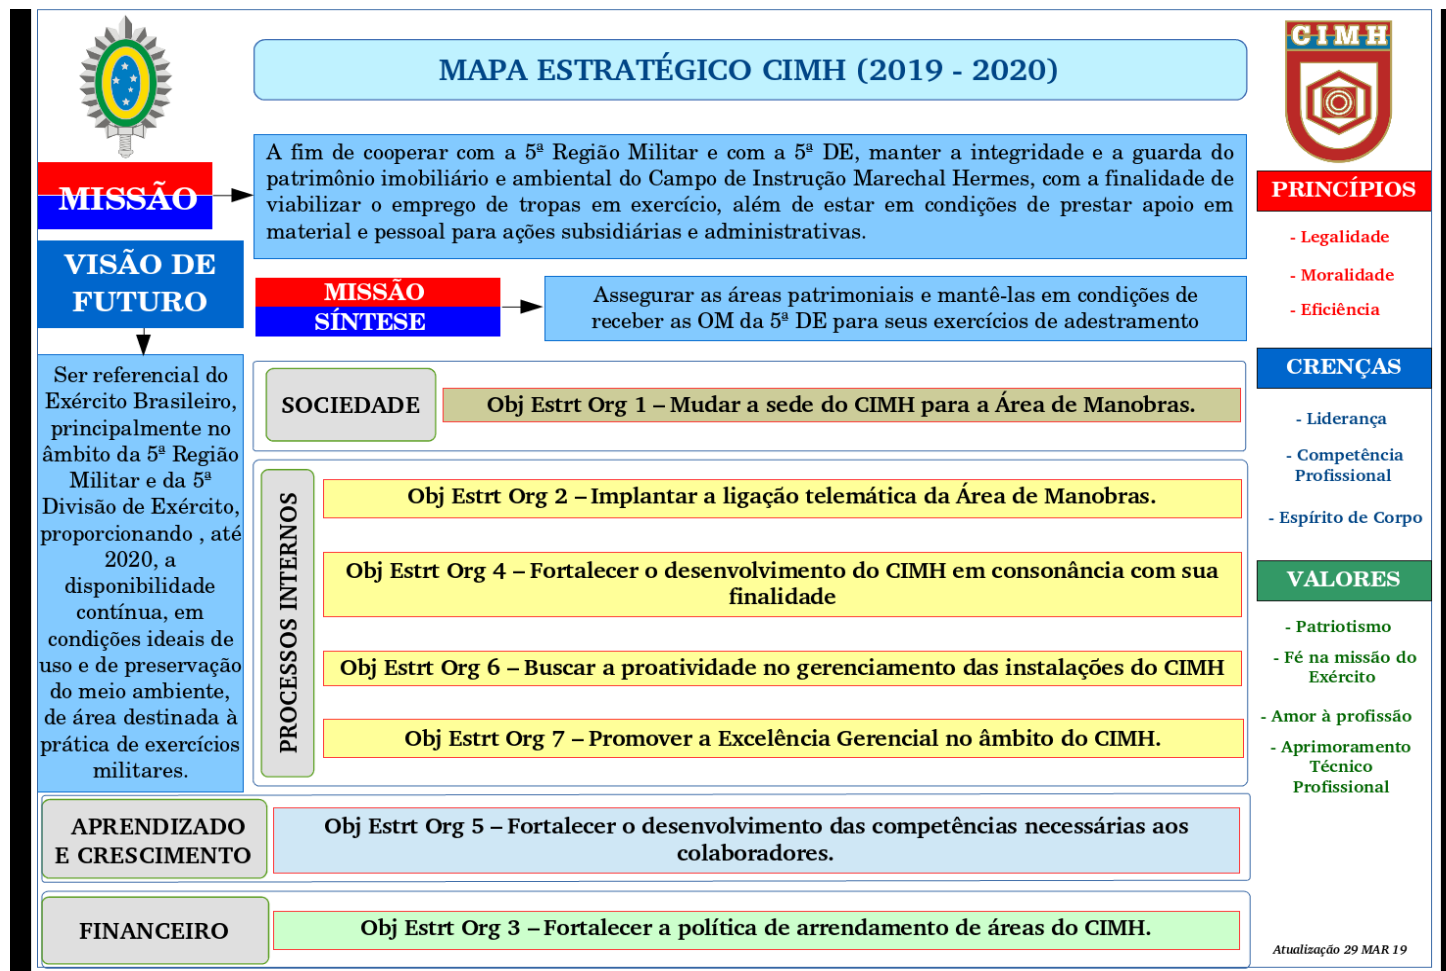 MAPA ESTRATÉGICO CIMH (2019 - 2020)
CIMH
MISSÃO
A fim de cooperar com a 5ª Região Militar e com a 5ª DE, manter a integridade e a guarda do
patrimônio imobiliário e ambiental do Campo de Instrução Marechal Hermes, com a finalidade de
viabilizar o emprego de tropas em exercício, além de estar em condições de prestar apoio em
material e pessoal para ações subsidiárias e administrativas.
VISÃO DE
FUTURO
Ser referencial do
Exército Brasileiro,
principalmente no
âmbito da 5ª Região
Militar e da 5ª
Divisão de Exército,
proporcionando , até
2020, a
disponibilidade
contínua, em
condições ideais de
uso e de preservação
do meio ambiente,
de área destinada à
prática de exercícios
militares.
MISSÃO
SÍNTESE
Assegurar as áreas patrimoniais e mantê-las em condições de
receber as OM da 5ª DE para seus exercícios de adestramento
SOCIEDADE
Obj Estrt Org 1 – Mudar a sede do CIMH para a Área de Manobras.
PROCESSOS INTERNOS
Obj Estrt Org 2 – Implantar a ligação telemática da Área de Manobras.
Obj Estrt Org 4 – Fortalecer o desenvolvimento do CIMH em consonância com sua
finalidade
Obj Estrt Org 6 – Buscar a proatividade no gerenciamento das instalações do CIMH
Obj Estrt Org 7 – Promover a Excelência Gerencial no âmbito do CIMH.
APRENDIZADO
E CRESCIMENTO
Obj Estrt Org 5 – Fortalecer o desenvolvimento das competências necessárias aos
colaboradores.
FINANCEIRO
Obj Estrt Org 3 – Fortalecer a política de arrendamento de áreas do CIMH.
PRINCÍPIOS
- Legalidade
- Moralidade
- Eficiência
CRENÇAS
- Liderança
- Competência
Profissional
- Espírito de Corpo
VALORES
- Patriotismo
- Fé na missão do
Exército
- Amor à profissão
- Aprimoramento
Técnico
Profissional
Atualização 29 MAR 19